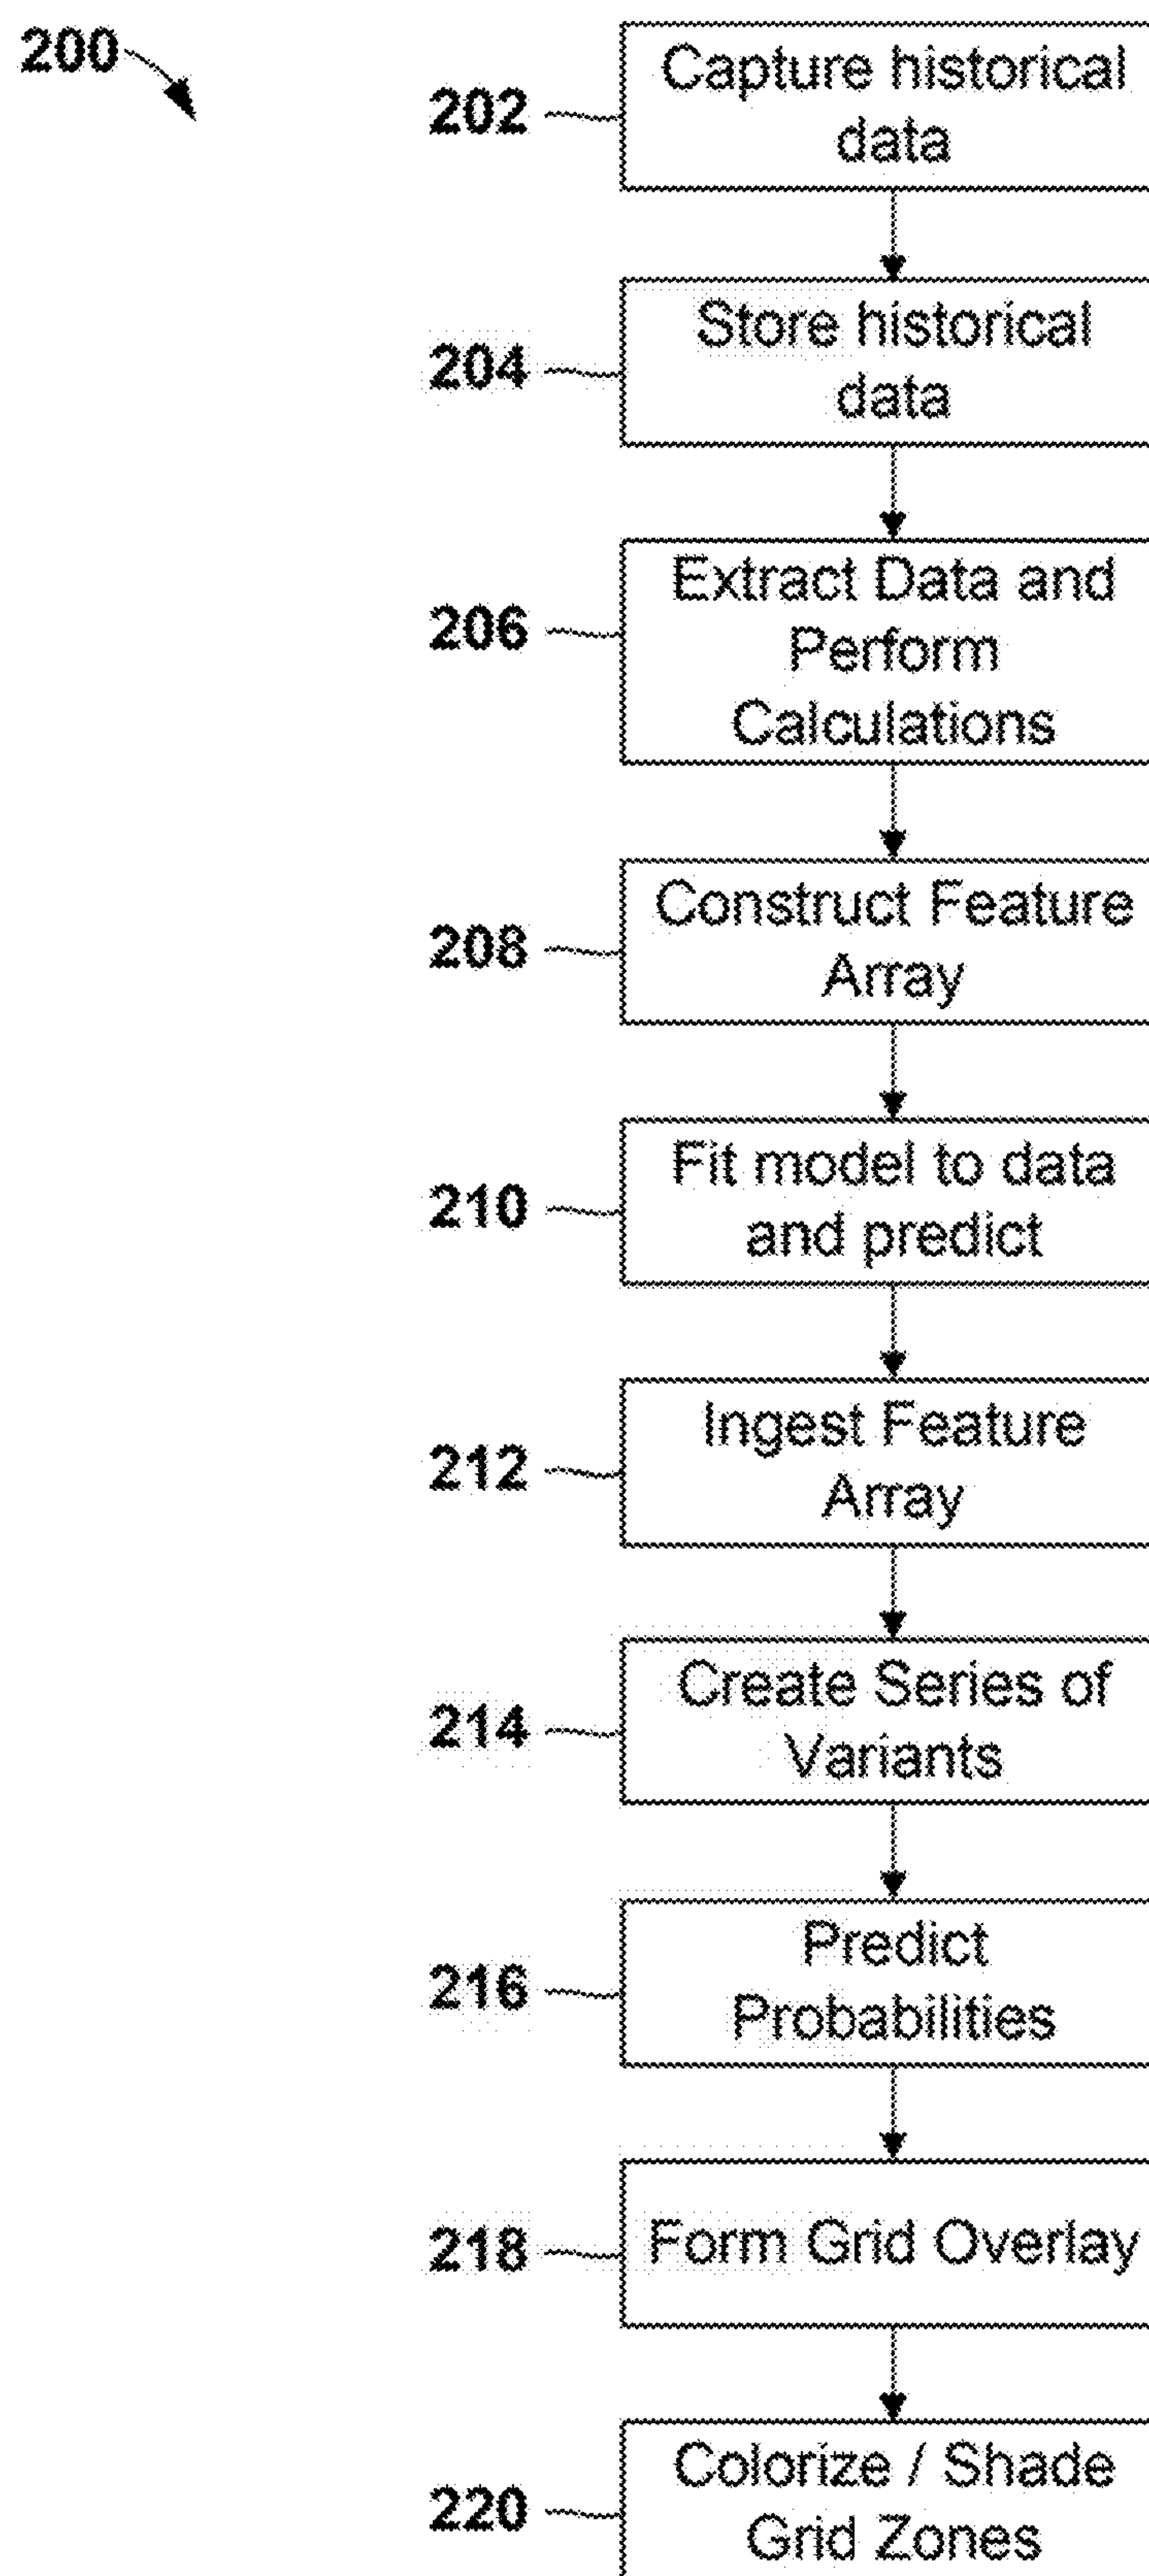 200
202
Capture historical
data
204
Store historical
data
206
Extract Data and
Perform
Calculations
208
Construct Feature
Array
210
Fit model to data
and predict
212
Ingest Feature
Array
214
Create Series of
Variants
216
Predict
Probabilities
218
Form Grid Overlay
220
Colorize / Shade
Grid Zones